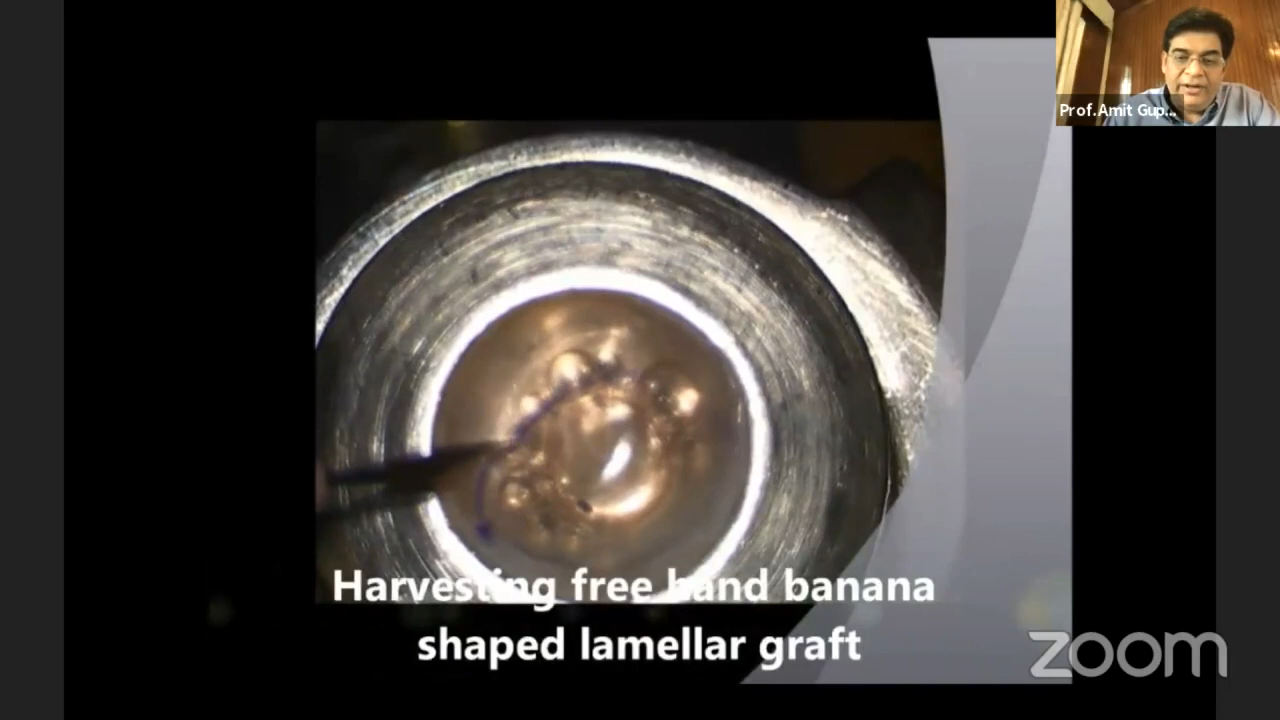 Prof.Amit Gup...
Harvesting free hand banana
shaped lamellar graft
zoom